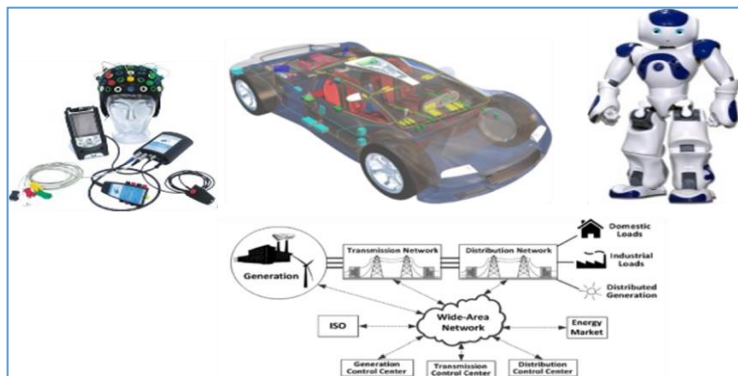 Generation
Transmission Network
Distribution Network
Domestic
Loads
Industrial
Loads
Distributed
Generation
Wide-Area
Network
ISO
Energy
Market
Generation
Control Center
Transmission
Control Center
Distribution
Control Center